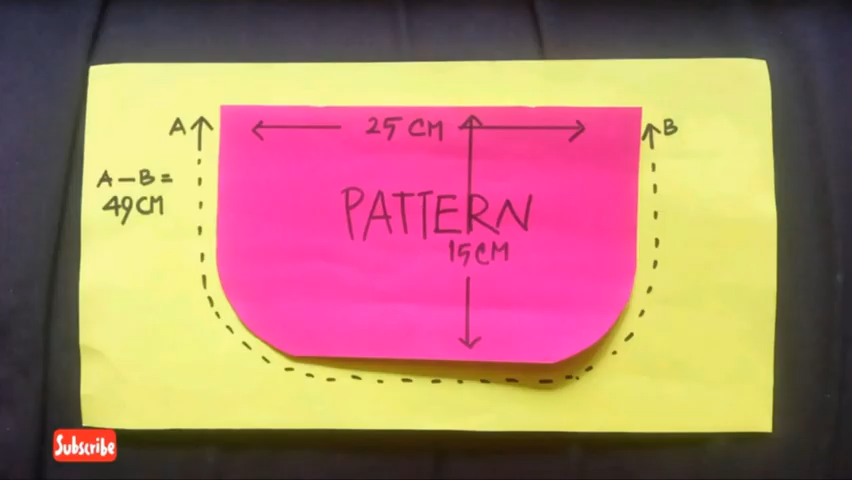 A
25 CM
B
A-B=
49CM
PATTERN
15CM
Subscribe